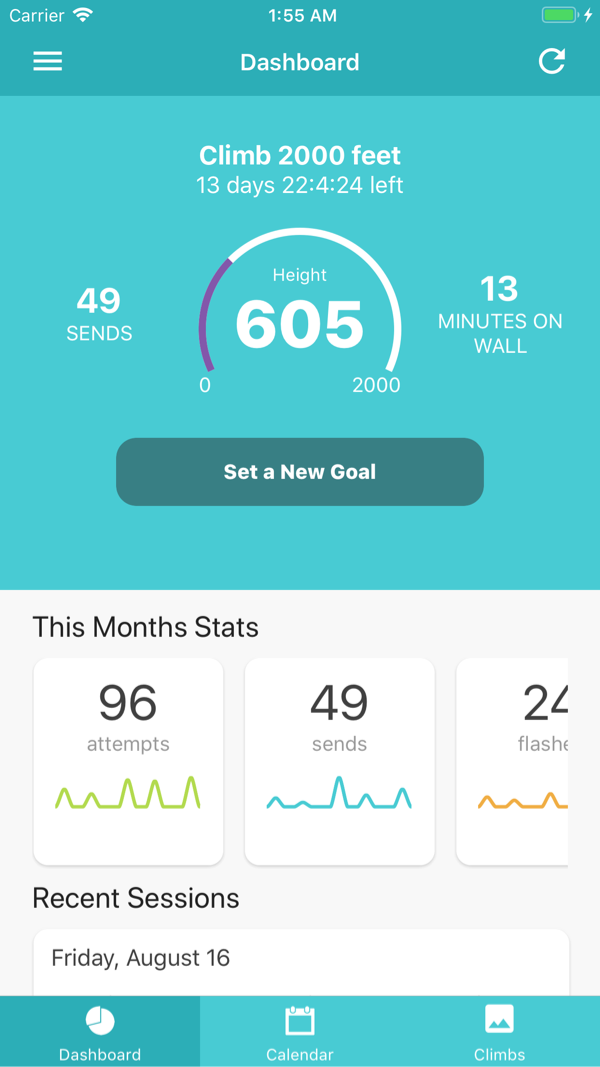 Carrier
1:55 AM
Dashboard
Climb 2000 feet
13 days 22:4:24 left
49
SENDS
Height
605
0
2000
13
MINUTES ON
WALL
Set a New Goal
This Months Stats
96
attempts
49
sends
24
flashe
Recent Sessions
Friday, August 16
Dashboard
Calendar
Climbs